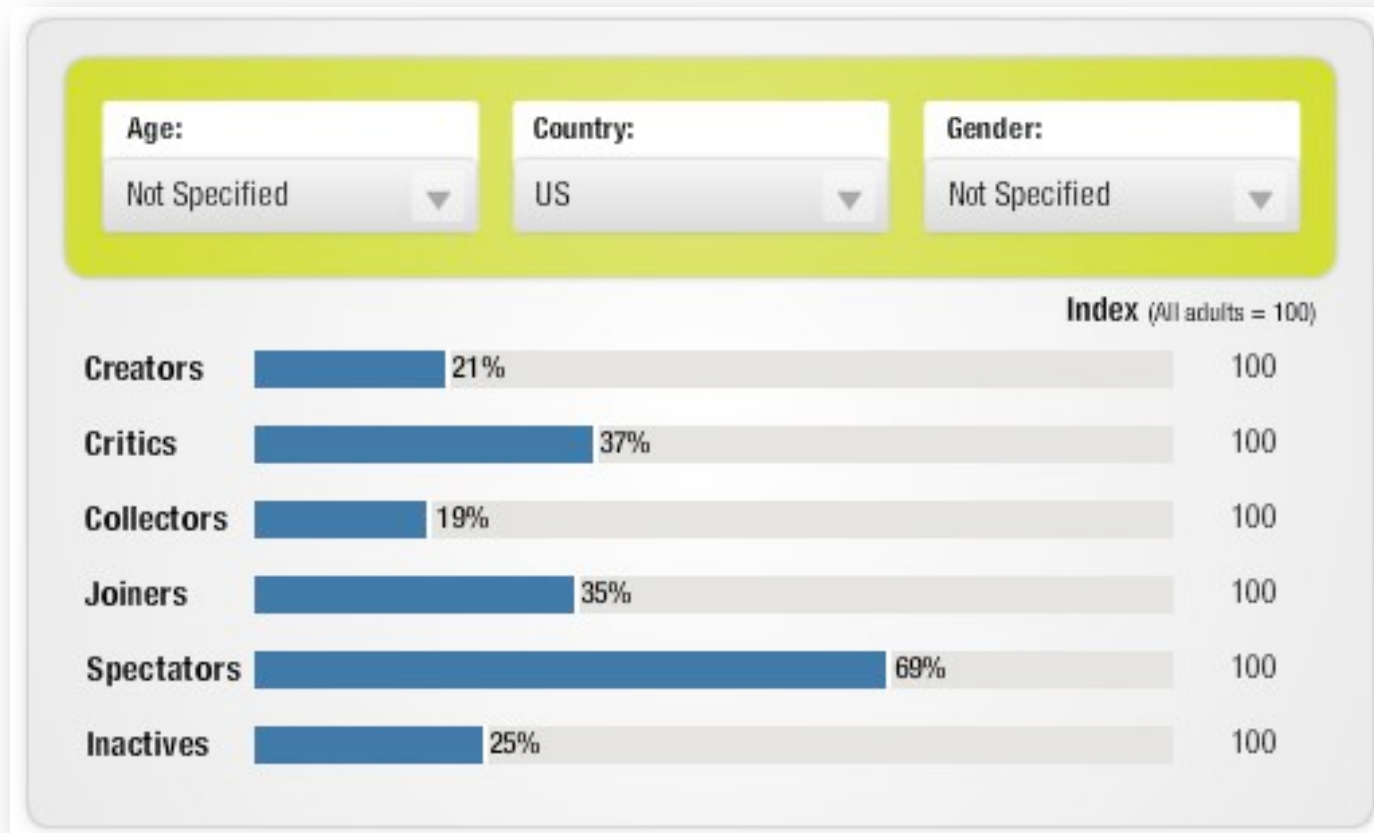 Age: Country: Gender:
Not Specified US Not Specified
Index (All adults = 100)
Creators 21% 100
Critics 37% 100
Collectors 19% 100
Joiners 35% 100
Spectators 69% 100
Inactives 25% 100